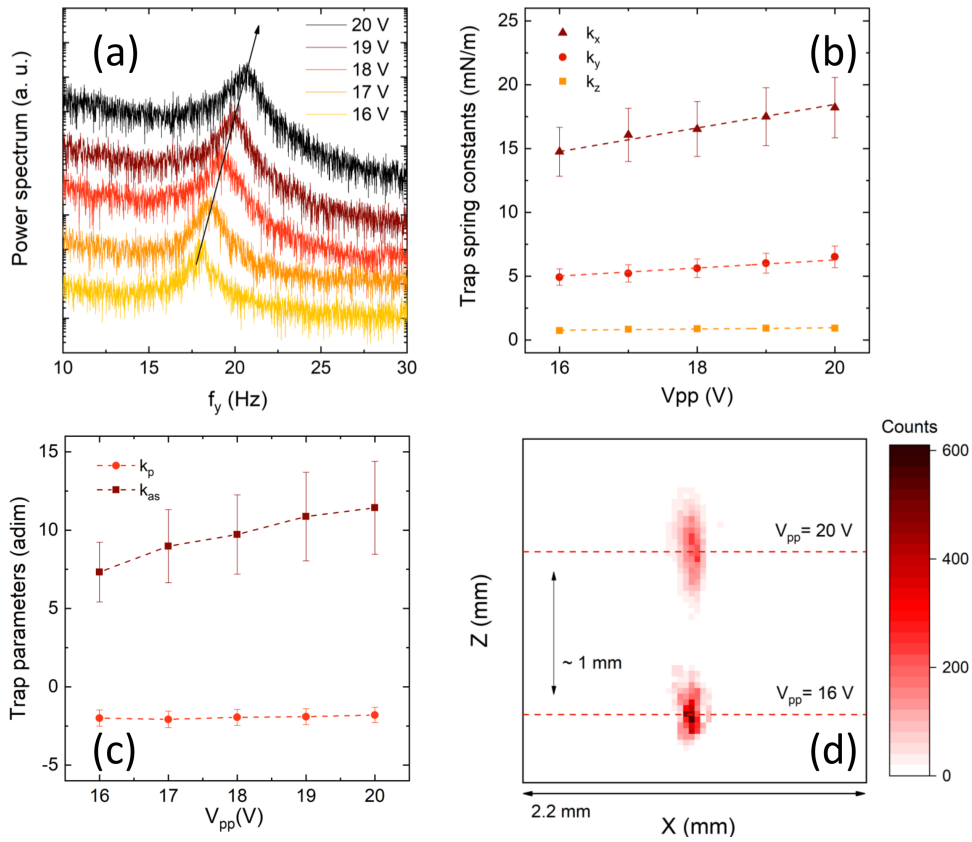 (a)
20 V
19 V
18 V
17 V
16 V
Power spectrum (a. u.)
10 15 20 25 30
f_y (Hz)
(b)
k_x
k_y
k_z
Trap spring constants (mN/m)
25
20
15
10
5
0
16 18 20
Vpp (V)
(c)
k_p
k_as
Trap parameters (adim)
15
10
5
0
-5
16 17 18 19 20
V_pp(V)
(d)
V_pp= 20 V
~ 1 mm
V_pp= 16 V
Z (mm)
2.2 mm
X (mm)
Counts
600
400
200
0